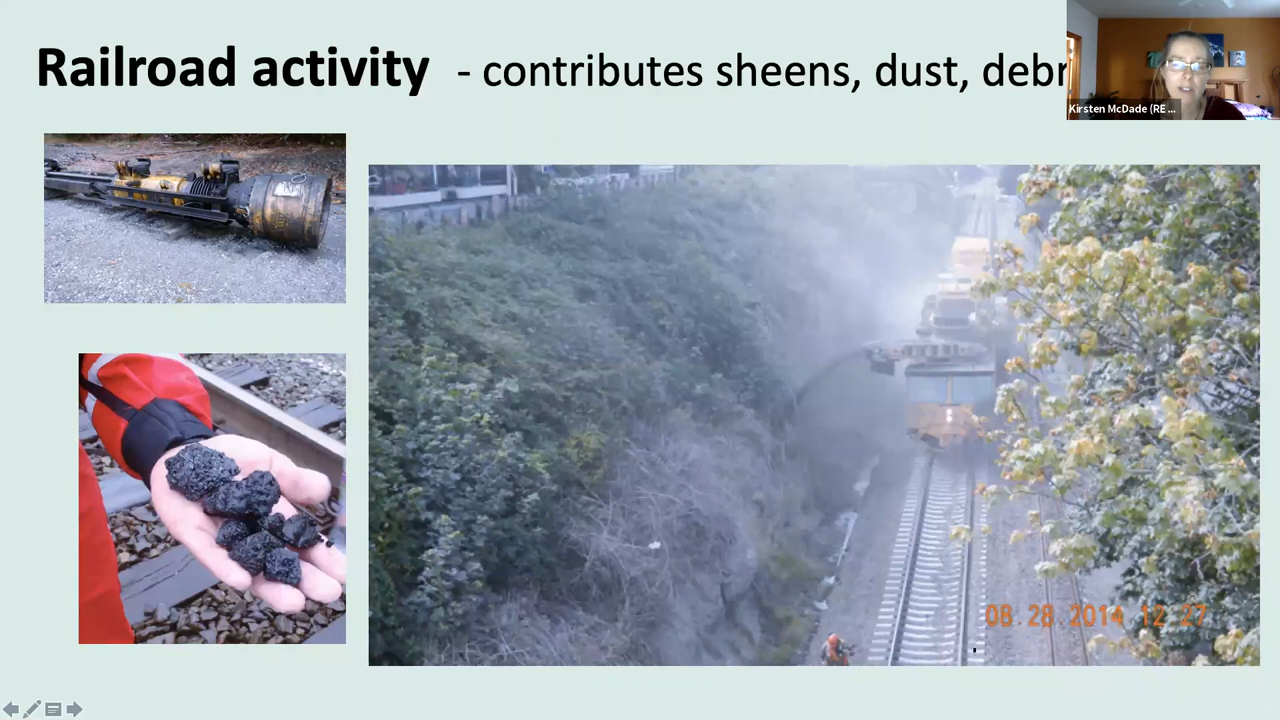 Railroad activity - contributes sheens, dust, debr
Kirsten McDade (RE ...
08 28 2014 12 27